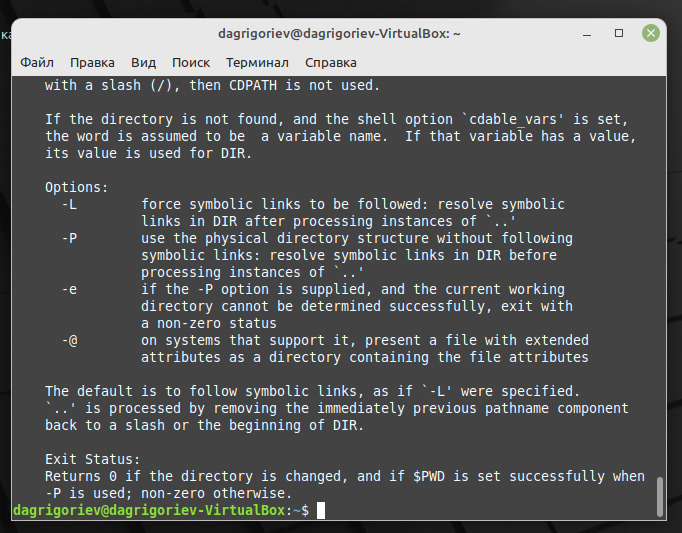 ка
dagrigoriev@dagrigoriev-VirtualBox: ~
Файл Правка Вид Поиск Терминал Справка
with a slash (/), then CDPATH is not used.
If the directory is not found, and the shell option `cdable_vars' is set,
the word is assumed to be  a variable name.  If that variable has a value,
its value is used for DIR.
Options:
-L        force symbolic links to be followed: resolve symbolic
links in DIR after processing instances of `..'
-P        use the physical directory structure without following
symbolic links: resolve symbolic links in DIR before
processing instances of `..'
-e        if the -P option is supplied, and the current working
directory cannot be determined successfully, exit with
a non-zero status
-@        on systems that support it, present a file with extended
attributes as a directory containing the file attributes
The default is to follow symbolic links, as if `-L' were specified.
`..' is processed by removing the immediately previous pathname component
back to a slash or the beginning of DIR.
Exit Status:
Returns 0 if the directory is changed, and if $PWD is set successfully when
-P is used; non-zero otherwise.
dagrigoriev@dagrigoriev-VirtualBox:~$